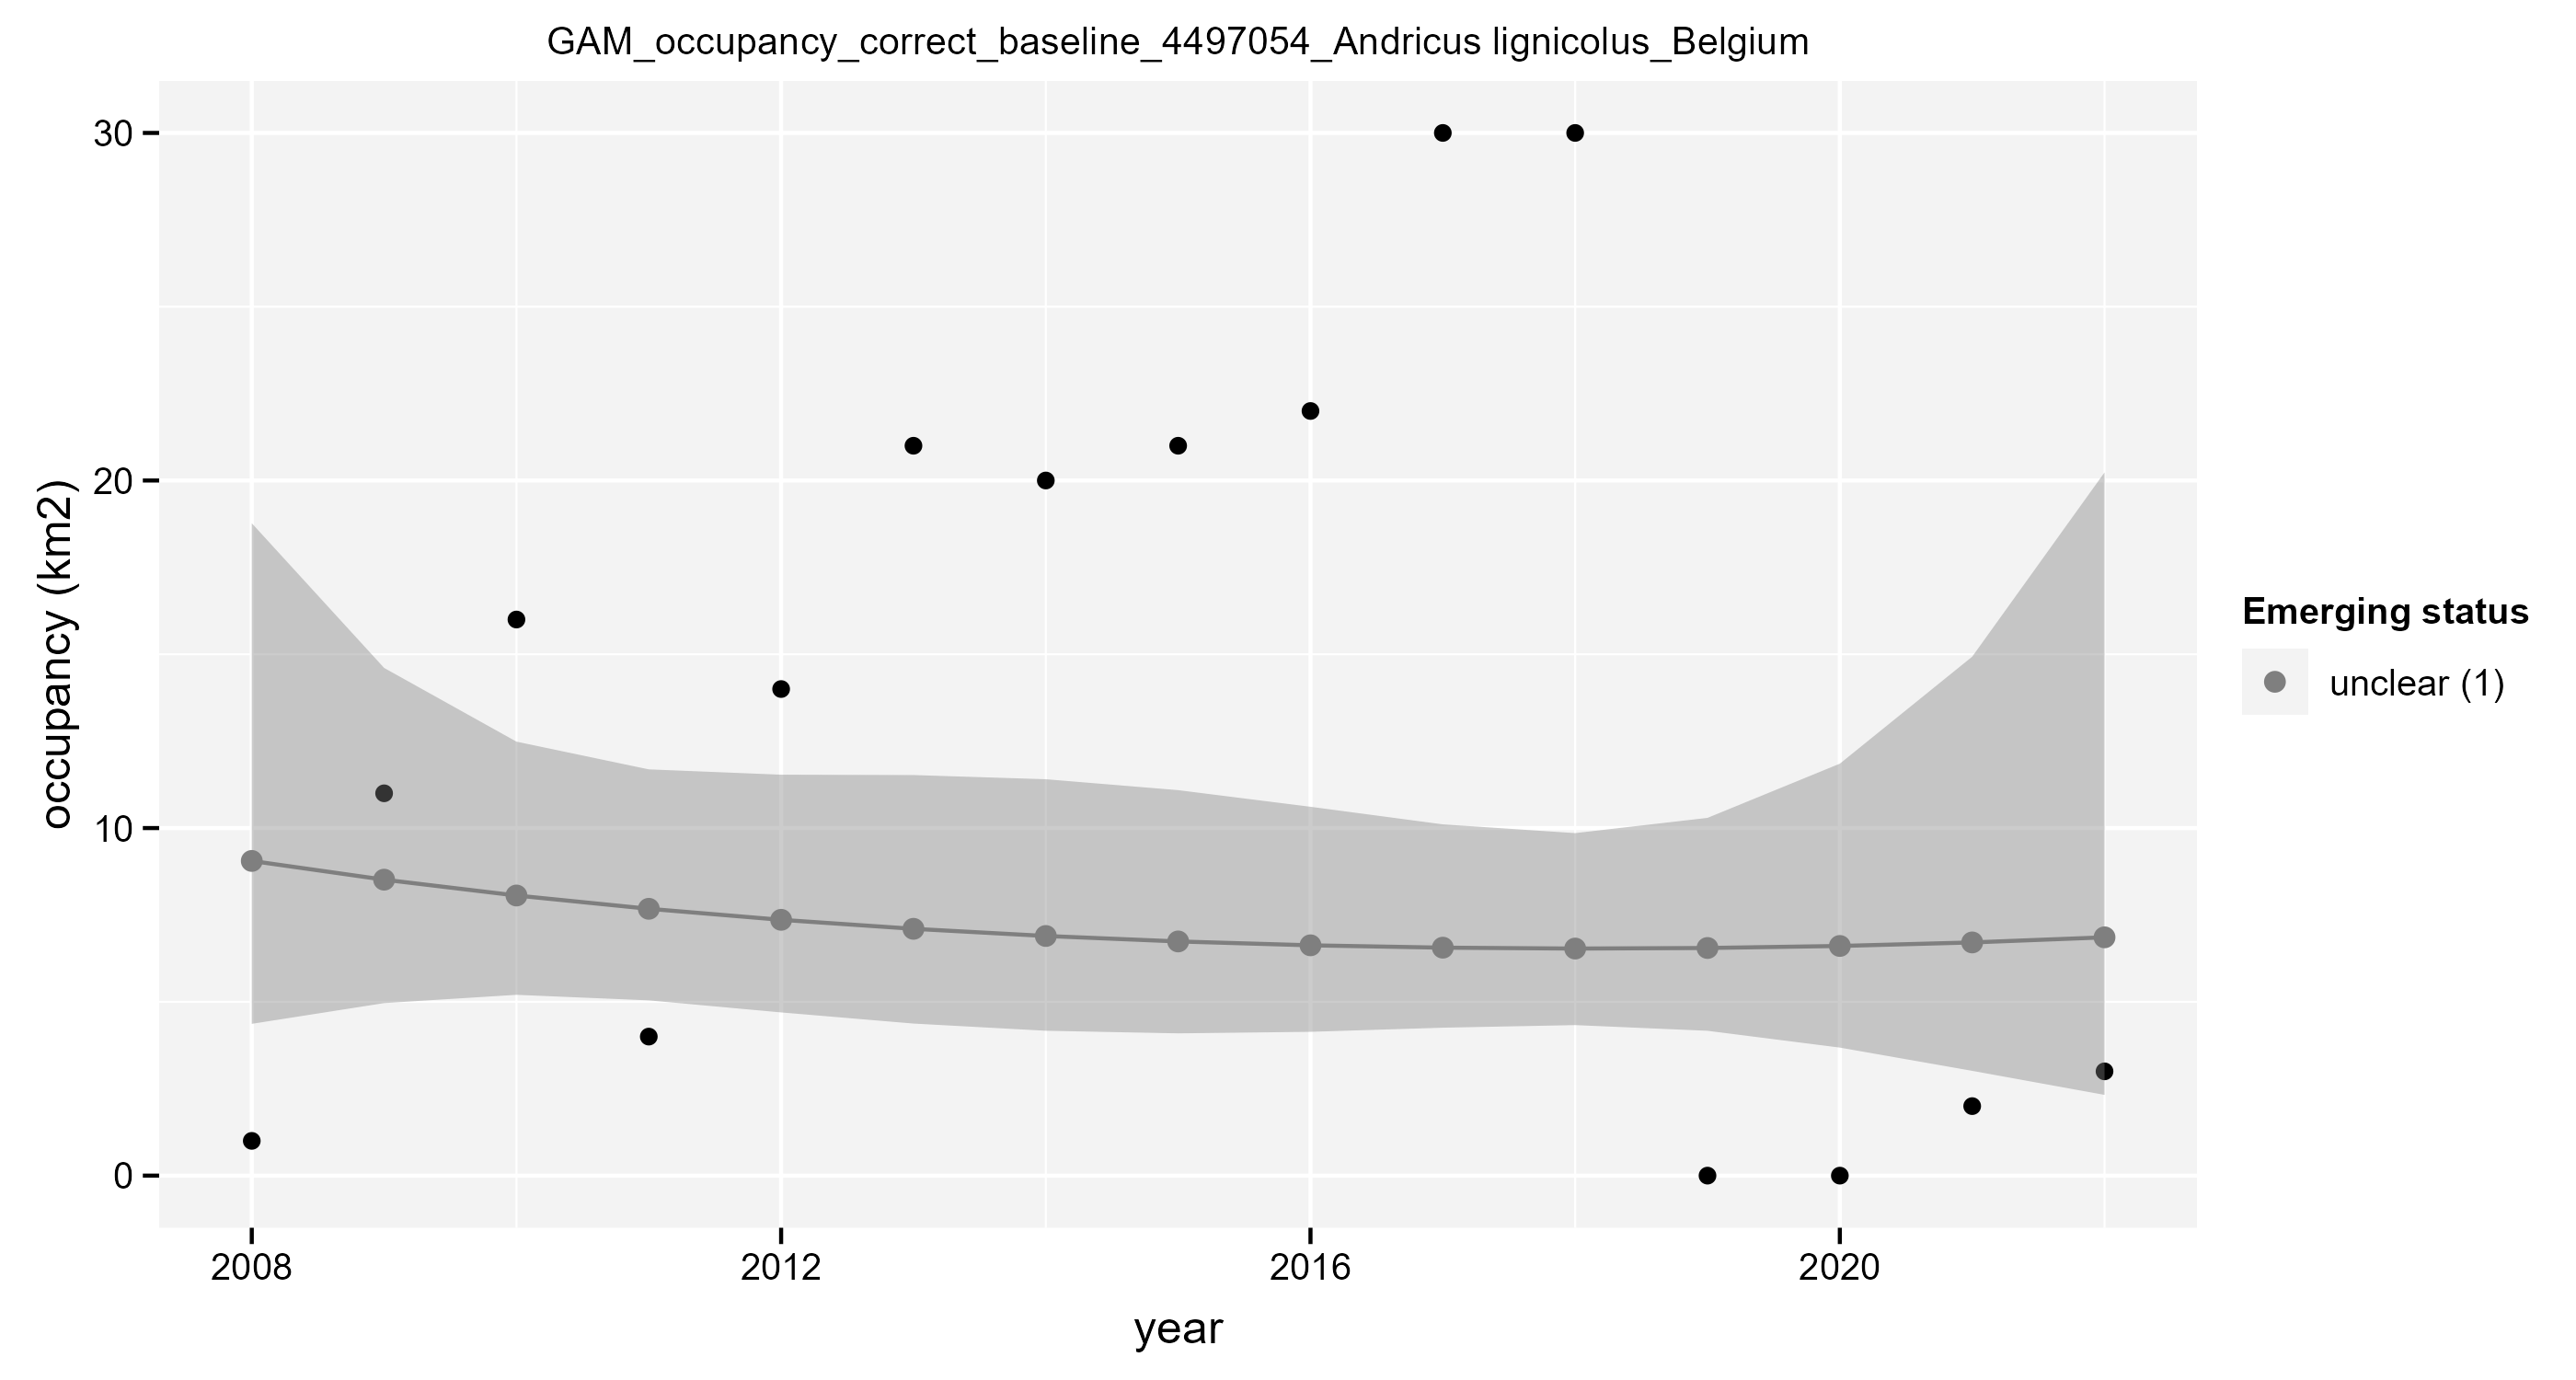 GAM_occupancy_correct_baseline_4497054_Andricus lignicolus_Belgium
30
20
10
0
occupancy (km2)
2008
2012
2016
2020
year
Emerging status
unclear (1)